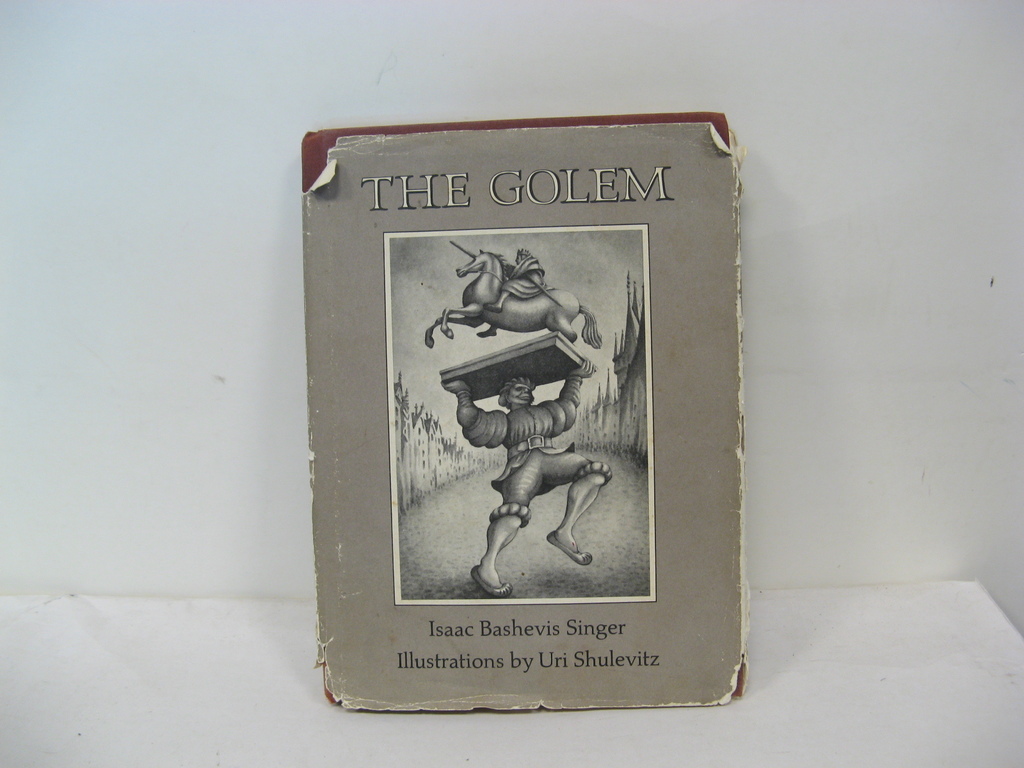 THE GOLEM
Isaac Bashevis Singer
Illustrations by Uri Shulevitz